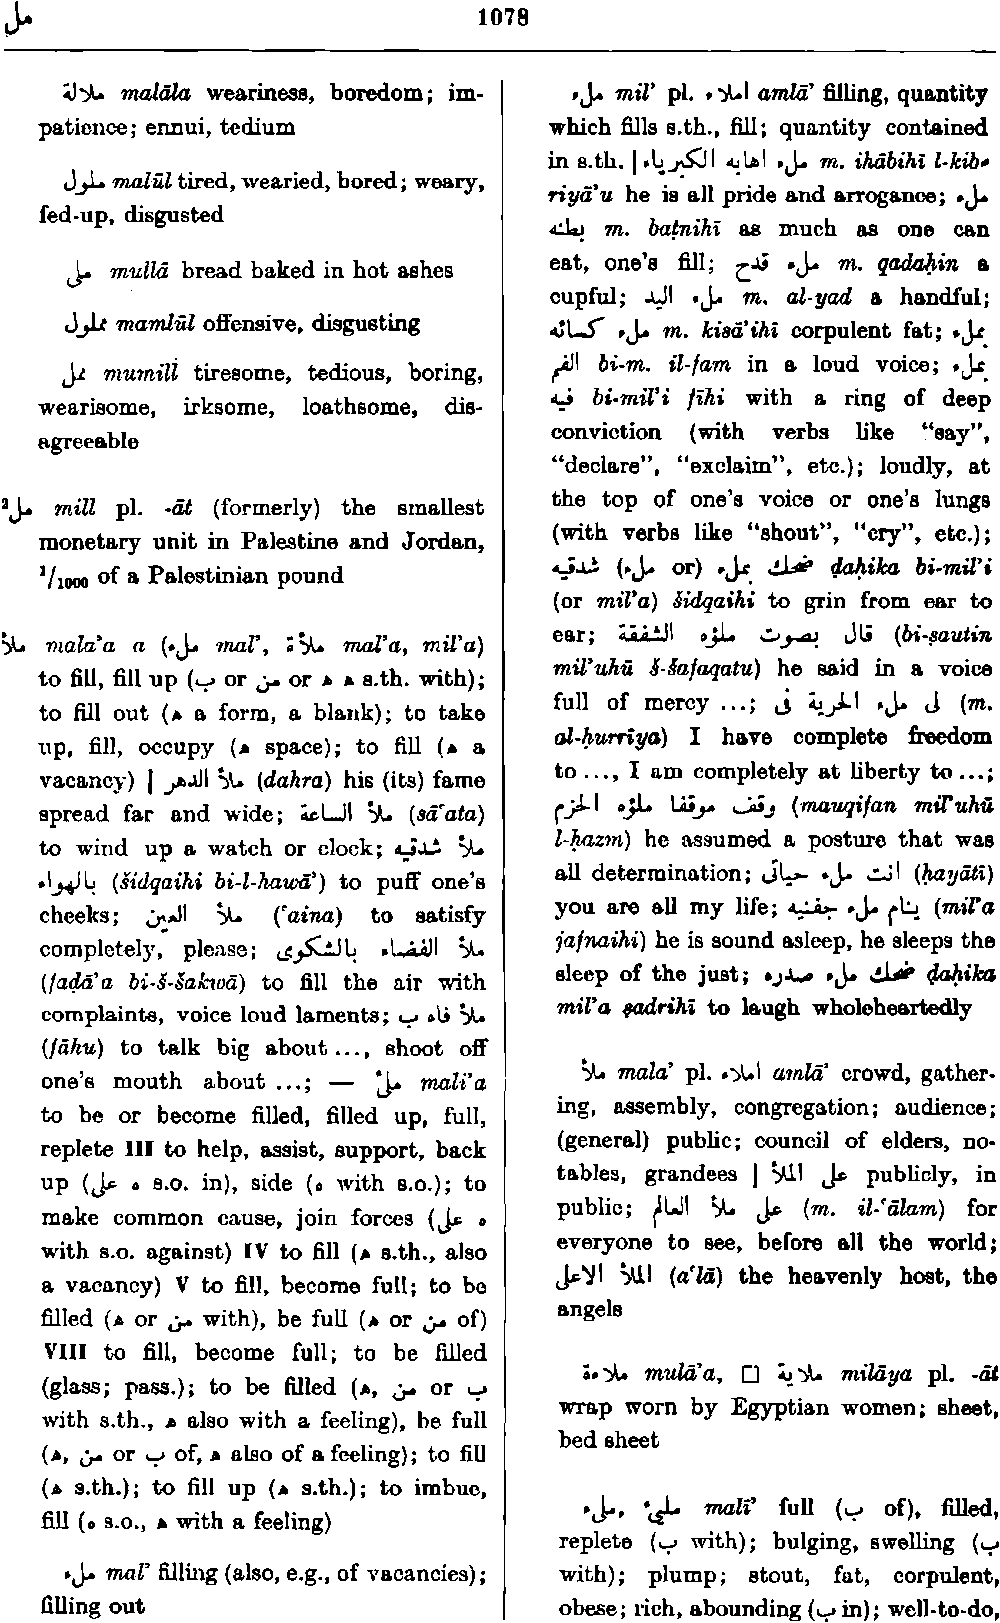 مل
1078
ملالة malāla weariness, boredom; im-
patience; ennui, tedium
ملول malūl tired, wearied, bored; weary,
fed-up, disgusted
ملى mullā bread baked in hot ashes
مملول mamlūl offensive, disgusting
ممل mumill tiresome, tedious, boring,
wearisome, irksome, loathsome, dis-
agreeable
²مل mill pl. -āt (formerly) the smallest
monetary unit in Palestine and Jordan,
¹/₁₀₀₀ of a Palestinian pound
ملأ mala’a a (ملء mal’, ملأة mal’a, mil’a)
to fill, fill up (ب or من or ه ه s.th. with);
to fill out (ه a form, a blank); to take
up, fill, occupy (ه space); to fill (ه a
vacancy) | ملأ الدهر (dahra) his (its) fame
spread far and wide; ملأ الساعة (sā‘ata)
to wind up a watch or clock; ملأ شدقيه
بالهواء (šidqaihi bi-l-hawā’) to puff one’s
cheeks; ملأ العين (‘aina) to satisfy
completely, please; ملأ الفضاء بالشكوى
(faḍā’a bi-š-šakwā) to fill the air with
complaints, voice loud laments; ملأ فاه ب
(fāhu) to talk big about ..., shoot off
one’s mouth about ...; — ملئ mali’a
to be or become filled, filled up, full,
replete III to help, assist, support, back
up (على ه s.o. in), side (ه with s.o.); to
make common cause, join forces (ه على
with s.o. against) IV to fill (ه s.th., also
a vacancy) V to fill, become full; to be
filled (ه or من with), be full (ه or من of)
VIII to fill, become full; to be filled
(glass; pass.); to be filled (ه, من or ب
with s.th., ه also with a feeling), be full
(ه, من or ب of, ه also of a feeling); to fill
(ه s.th.); to fill up (ه s.th.); to imbue,
fill (ه s.o., ه with a feeling)
ملء mal’ filling (also, e.g., of vacancies);
filling out
ملء mil’ pl. املاء amlā’ filling, quantity
which fills s.th., fill; quantity contained
in s.th. | ملء اهابه الكبرياء m. ihābihī l-kib-
riyā’u he is all pride and arrogance; ملء
بطنه m. baṭnihī as much as one can
eat, one’s fill; ملء قدح m. qadaḥin a
cupful; ملء اليد m. al-yad a handful;
ملء كسائه m. kisā’ihī corpulent fat; بملء
الفم bi-m. il-fam in a loud voice; بملء
فيه bi-mil’i fīhi with a ring of deep
conviction (with verbs like “say”,
“declare”, “exclaim”, etc.); loudly, at
the top of one’s voice or one’s lungs
(with verbs like “shout”, “cry”, etc.);
ضحك بملء (or ملء) شدقيه ḍaḥika bi-mil’i
(or mil’a) šidqaihi to grin from ear to
ear; قال بصوت ملؤه الشفقة (bi-ṣautin
mil’uhū š-šafaqatu) he said in a voice
full of mercy ...; لى ملء الحرية فى (m.
al-ḥurrīya) I have complete freedom
to ..., I am completely at liberty to ...;
وقف موقفا ملؤه الحزم (mauqifan mil’uhū
l-ḥazm) he assumed a posture that was
all determination; انت ملء حياتى (ḥayātī)
you are all my life; ينام ملء جفنيه (mil’a
jafnaihi) he is sound asleep, he sleeps the
sleep of the just; ضحك ملء صدره ḍaḥika
mil’a ṣadrihī to laugh wholeheartedly
ملأ mala’ pl. املاء amlā’ crowd, gather-
ing, assembly, congregation; audience;
(general) public; council of elders, no-
tables, grandees | على الملأ publicly, in
public; على ملأ العالم (m. il-‘ālam) for
everyone to see, before all the world;
الملأ الاعلى (a‘lā) the heavenly host, the
angels
ملاءة mulā’a, □ ملاية milāya pl. -āt
wrap worn by Egyptian women; sheet,
bed sheet
ملىء, مليء malī’ full (ب of), filled,
replete (ب with); bulging, swelling (ب
with); plump; stout, fat, corpulent,
obese; rich, abounding (ب in); well-to-do,